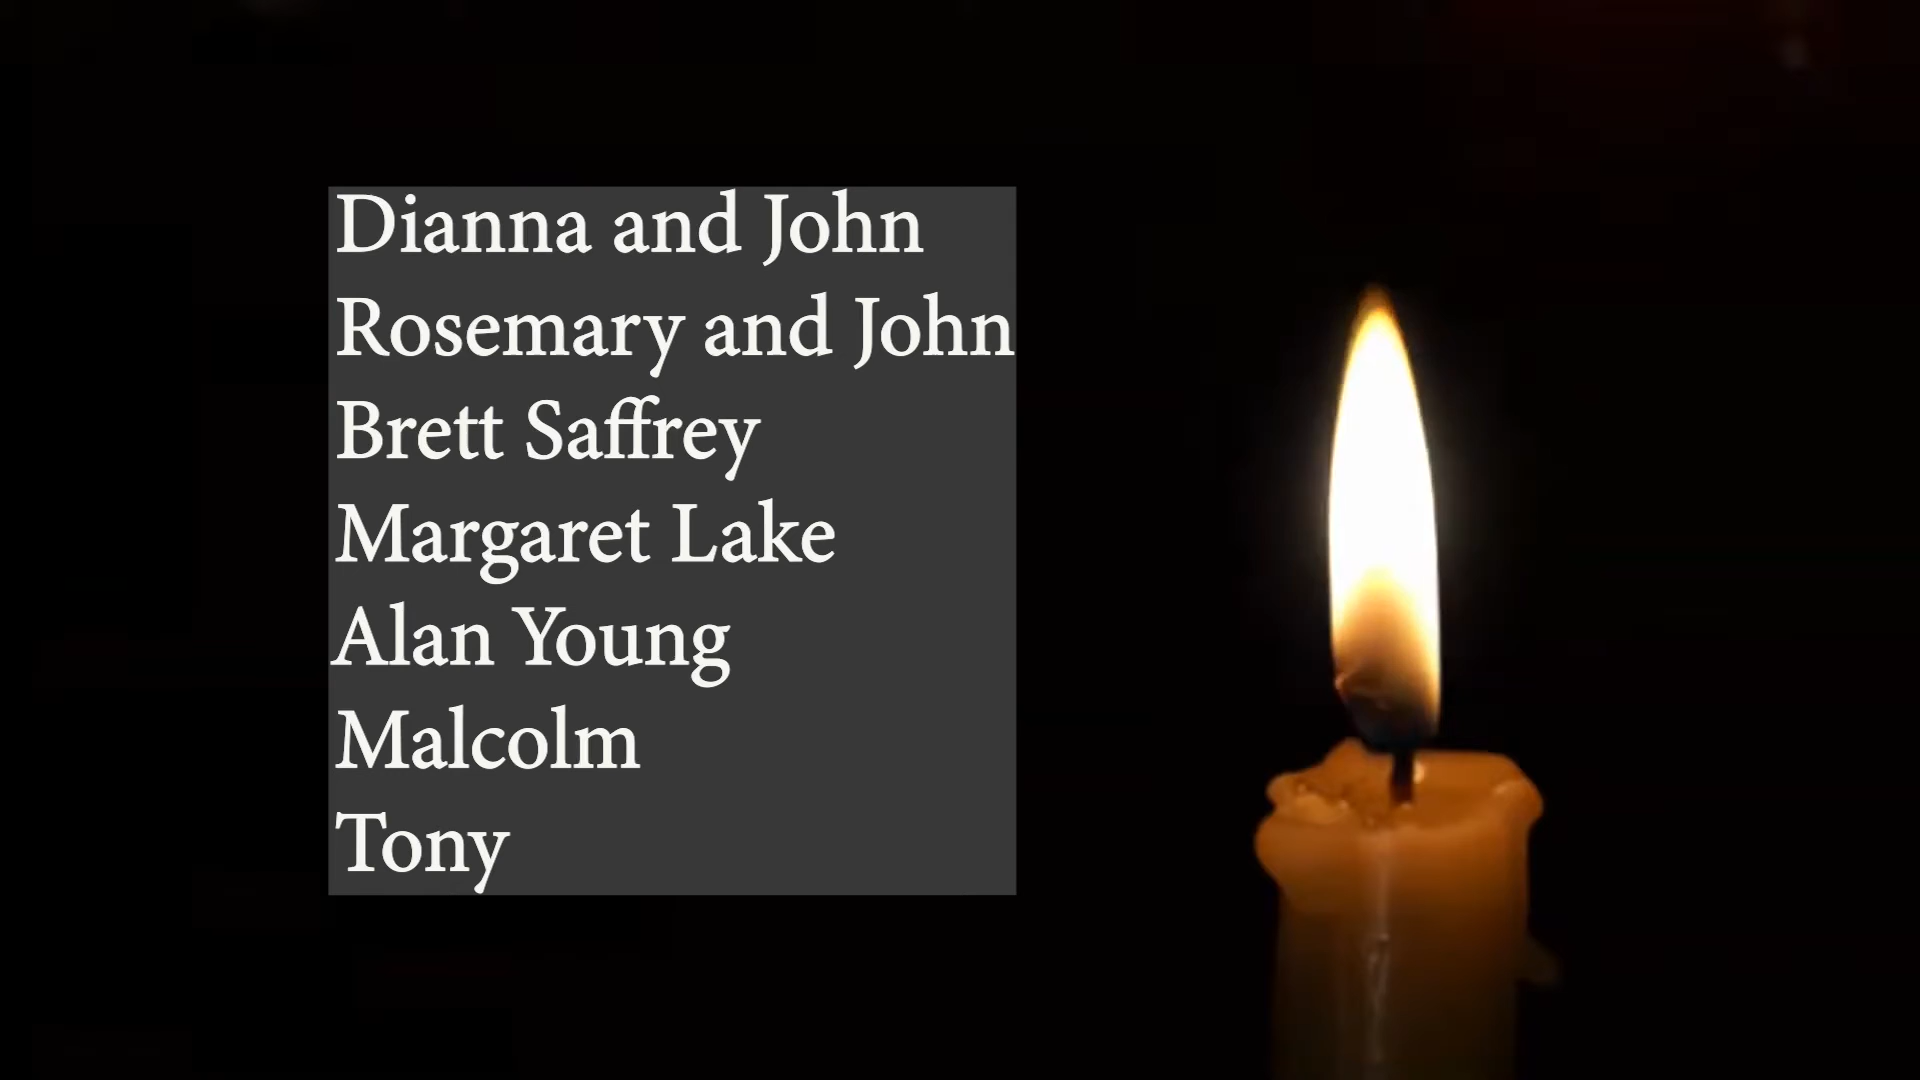 Dianna and John
Rosemary and John
Brett Saffrey
Margaret Lake
Alan Young
Malcolm
Tony